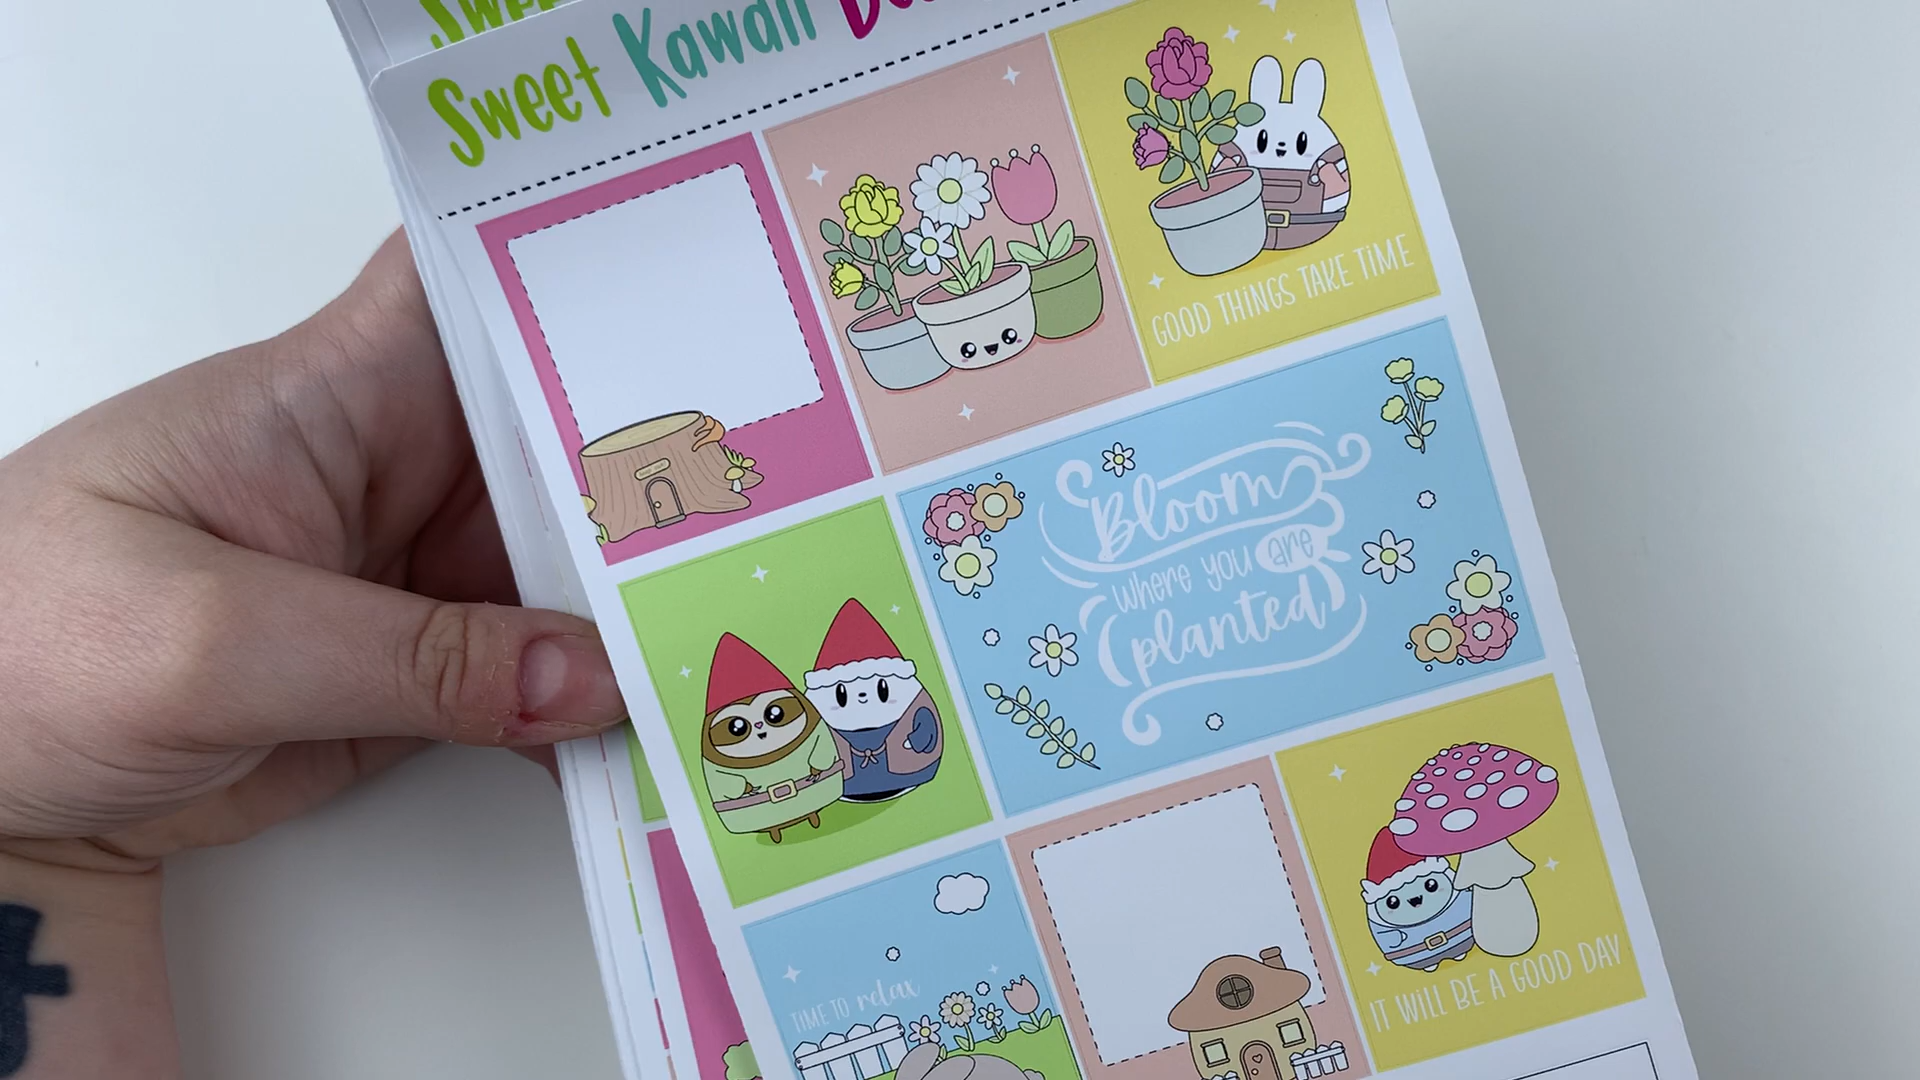 Sweet
Sweet Kawaii
GOOD THINGS TAKE TIME
Bloom
where you are
planted
TIME TO relax
IT WILL BE A GOOD DAY